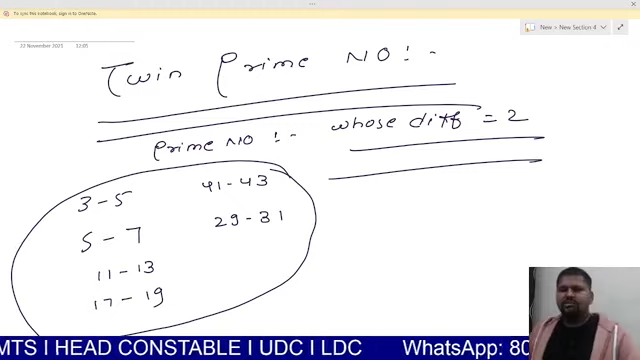 To sync this notebook, sign in to OneNote.
New > New Section 4
22 November 2021 12:05
Twin Prime NO:-
Prime NO:- whose diff = 2
3-5 41-43
5-7 29-31
11-13
17-19
MTS I HEAD CONSTABLE I UDC I LDC WhatsApp: 80